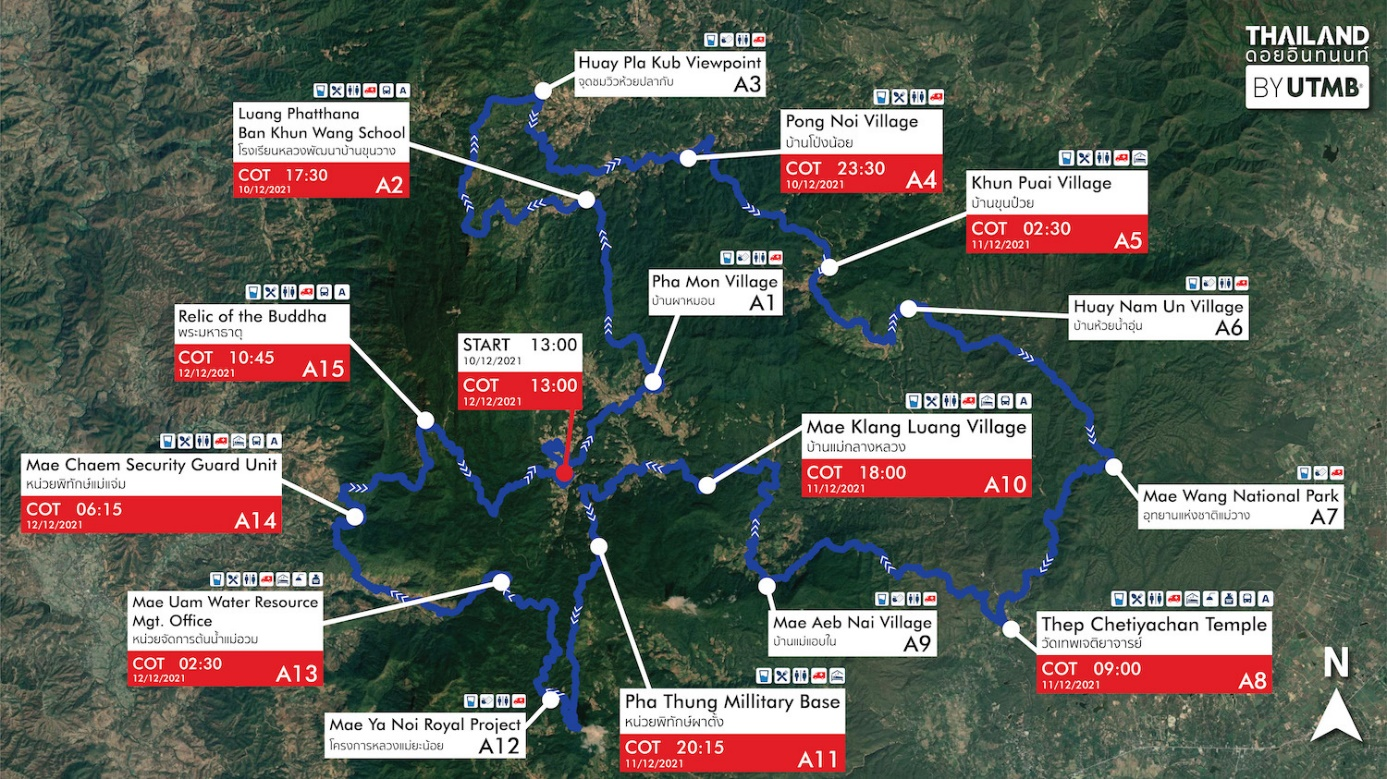 THAILAND
ดอยอินทนนท์
BY UTMB®
Huay Pla Kub Viewpoint
จุดชมวิวห้วยปลากับ
A3
A
Luang Phatthana
Ban Khun Wang School
โรงเรียนหลวงพัฒนาบ้านขุนวาง
COT 17:30
10/12/2021
A2
Pong Noi Village
บ้านโป่งน้อย
COT 23:30
10/12/2021
A4
Khun Puai Village
บ้านขุนป๋วย
COT 02:30
11/12/2021
A5
Pha Mon Village
บ้านผาหมอน
A1
Huay Nam Un Village
บ้านห้วยน้ำอุ่น
A6
A
Relic of the Buddha
พระมหาธาตุ
COT 10:45
12/12/2021
A15
START 13:00
10/12/2021
COT 13:00
12/12/2021
A
Mae Klang Luang Village
บ้านแม่กลางหลวง
COT 18:00
11/12/2021
A10
A
Mae Chaem Security Guard Unit
หน่วยพิทักษ์แม่แจ่ม
COT 06:15
12/12/2021
A14
Mae Wang National Park
อุทยานแห่งชาติแม่วาง
A7
Mae Uam Water Resource
Mgt. Office
หน่วยจัดการต้นน้ำแม่อวม
COT 02:30
12/12/2021
A13
Mae Aeb Nai Village
บ้านแม่แอบใน
A9
A
Thep Chetiyachan Temple
วัดเทพเจติยาจารย์
COT 09:00
11/12/2021
A8
Mae Ya Noi Royal Project
โครงการหลวงแม่ยะน้อย
A12
Pha Thung Millitary Base
หน่วยพิทักษ์ผาตั้ง
COT 20:15
11/12/2021
A11
N